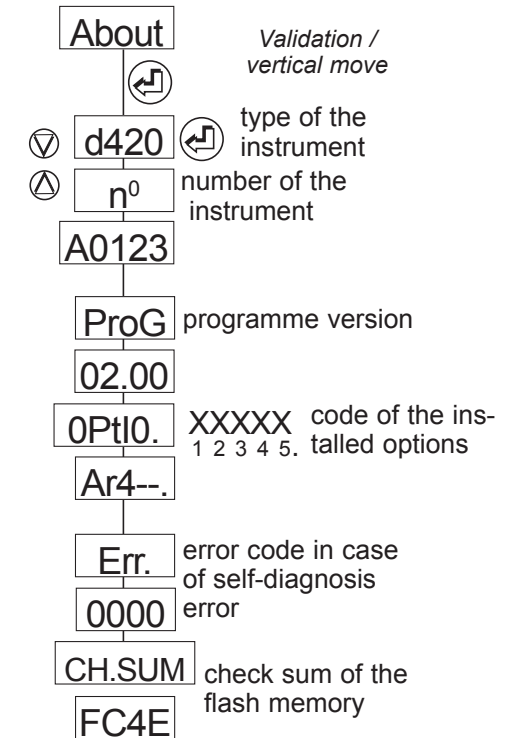 About
Validation /
vertical move
d420
type of the
instrument
n⁰
number of the
instrument
A0123
ProG
programme version
02.00
0PtI0.
XXXXX
1 2 3 4 5.
code of the ins-
talled options
Ar4--.
Err.
error code in case
of self-diagnosis
error
0000
CH.SUM
check sum of the
flash memory
FC4E